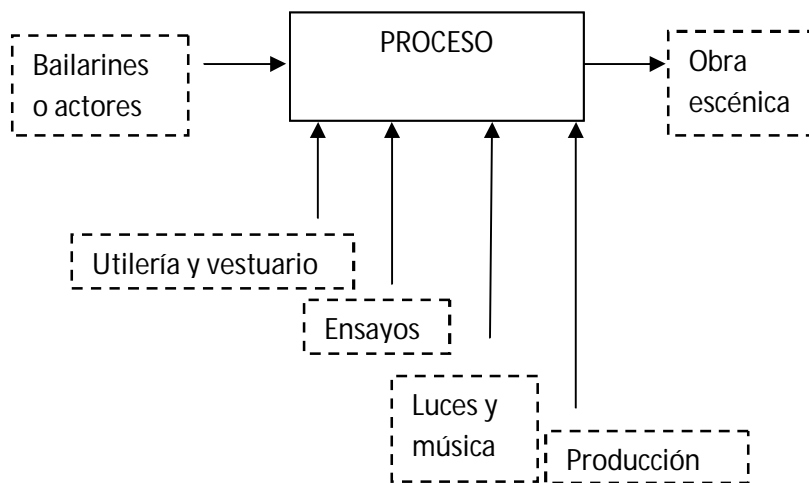 PROCESO
Bailarines
o actores
Obra
escénica
Utilería y vestuario
Ensayos
Luces y
música
Producción